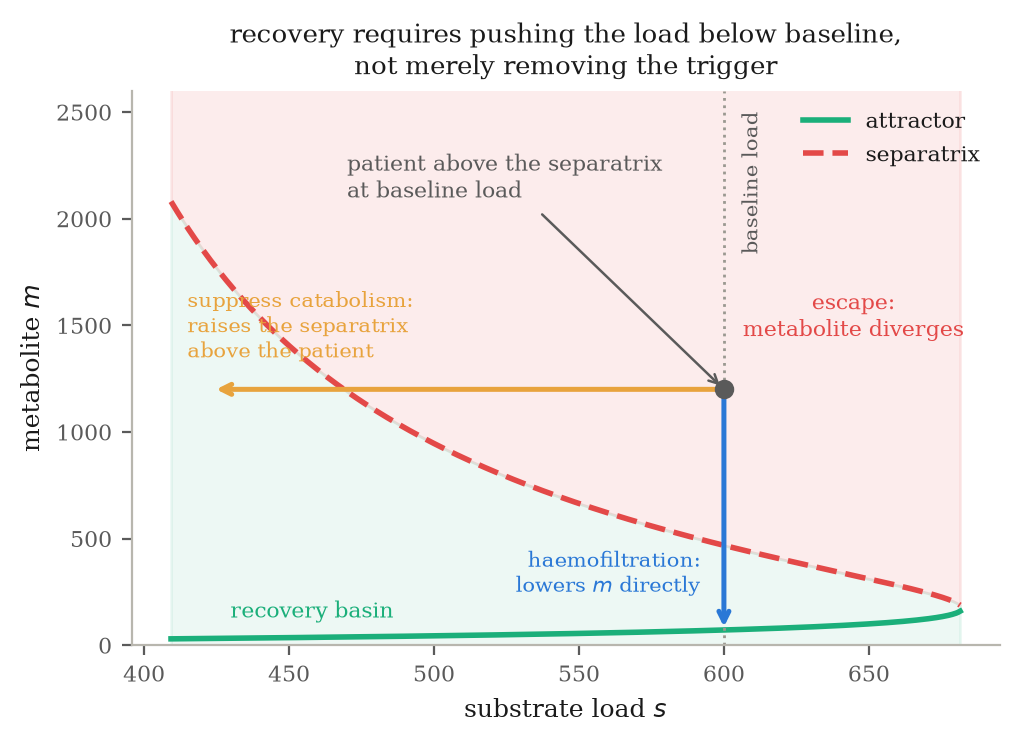 recovery requires pushing the load below baseline,
not merely removing the trigger
2500
2000
1500
1000
500
0
metabolite m
attractor
separatrix
baseline load
patient above the separatrix
at baseline load
suppress catabolism:
raises the separatrix
above the patient
escape:
metabolite diverges
haemofiltration:
lowers m directly
recovery basin
400
450
500
550
600
650
substrate load s